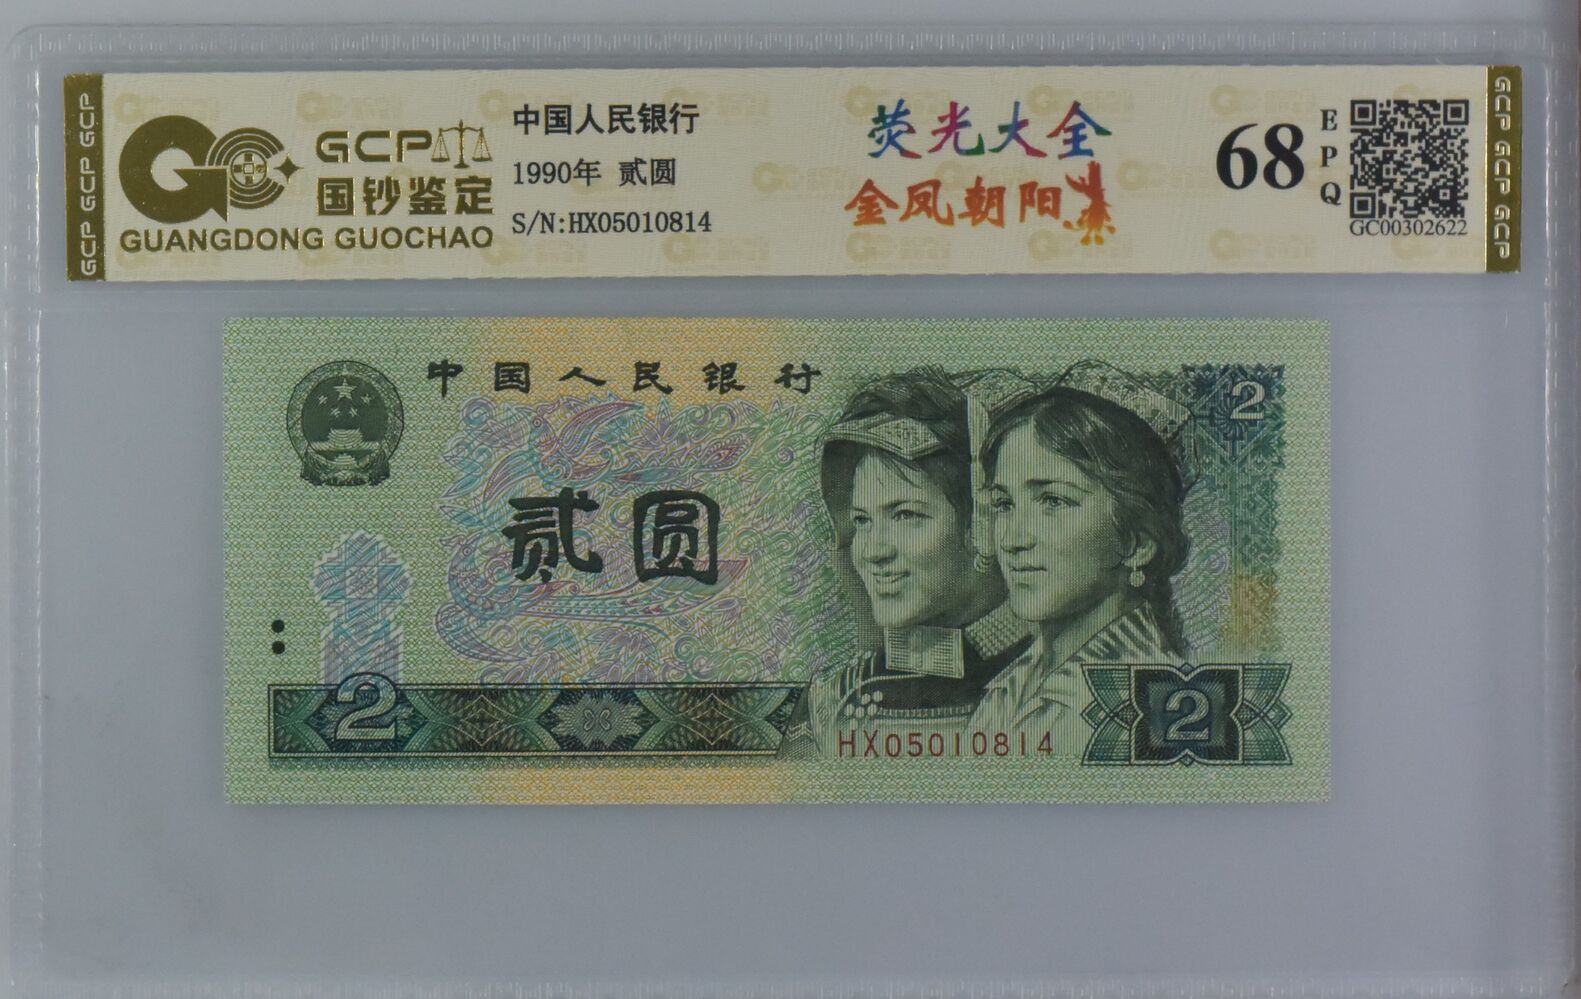 GCP GCP GCP
GCP
国钞鉴定
GUANGDONG GUOCHAO
中国人民银行
1990年 贰圆
S/N:HX05010814
荧光大全
金凤朝阳
68
EPQ
GC00302622
GCP GCP GCP
中国人民银行
2
贰圆
2
HX05010814
2